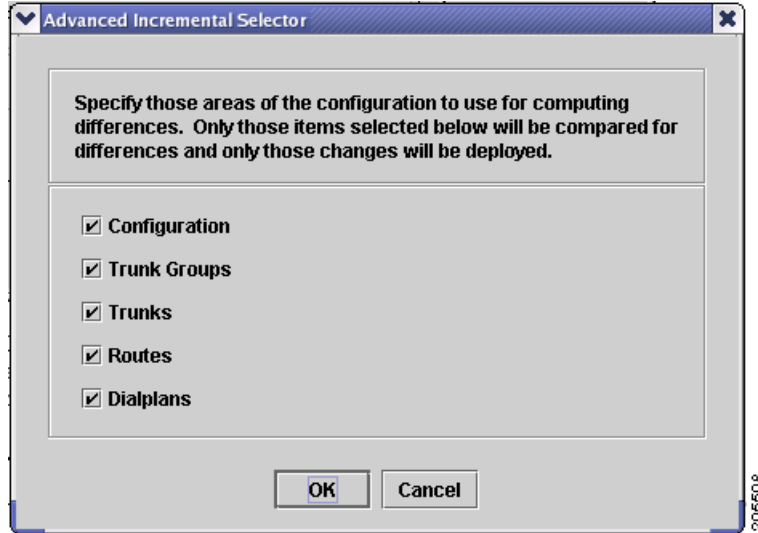 Advanced Incremental Selector
Specify those areas of the configuration to use for computing
differences. Only those items selected below will be compared for
differences and only those changes will be deployed.
Configuration
Trunk Groups
Trunks
Routes
Dialplans
OK
Cancel